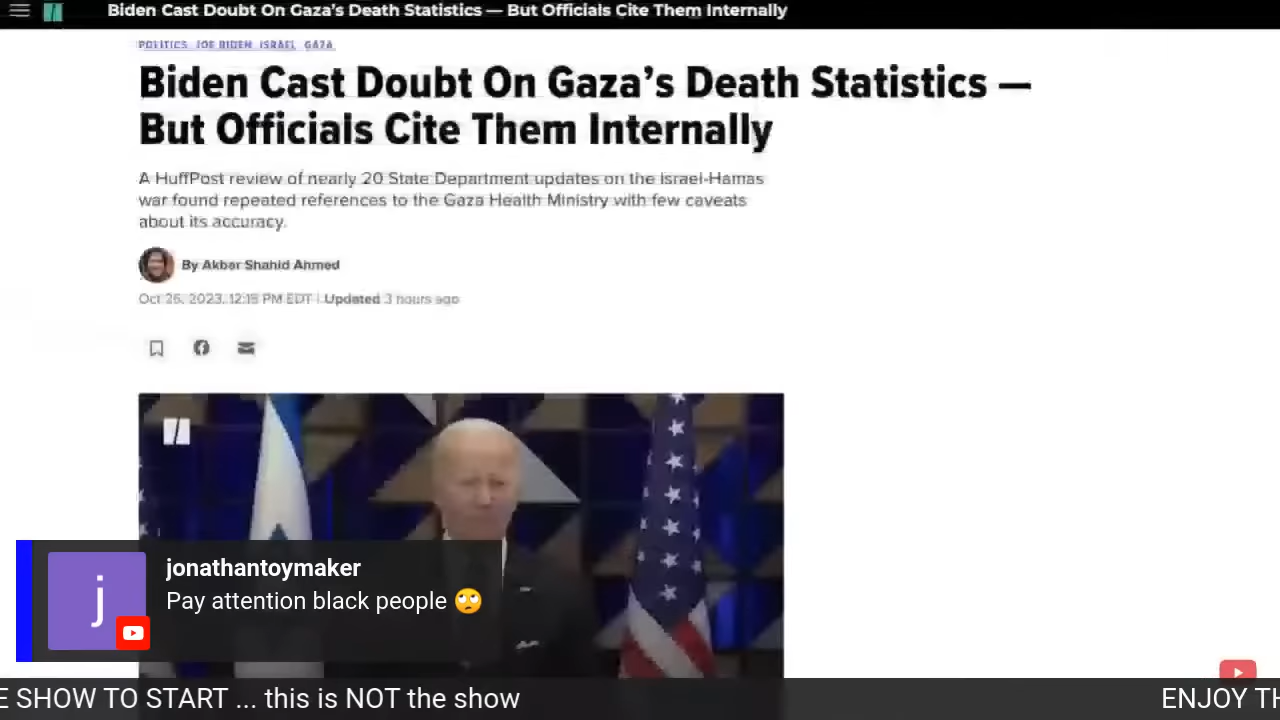 Biden Cast Doubt On Gaza's Death Statistics — But Officials Cite Them Internally
POLITICS JOE BIDEN ISRAEL GAZA
Biden Cast Doubt On Gaza's Death Statistics —
But Officials Cite Them Internally
A HuffPost review of nearly 20 State Department updates on the Israel-Hamas
war found repeated references to the Gaza Health Ministry with few caveats
about its accuracy.
By Akbar Shahid Ahmed
Oct 26, 2023, 12:15 PM EDT | Updated 3 hours ago
j
jonathantoymaker
Pay attention black people 🙄
E SHOW TO START ... this is NOT the show
ENJOY TH